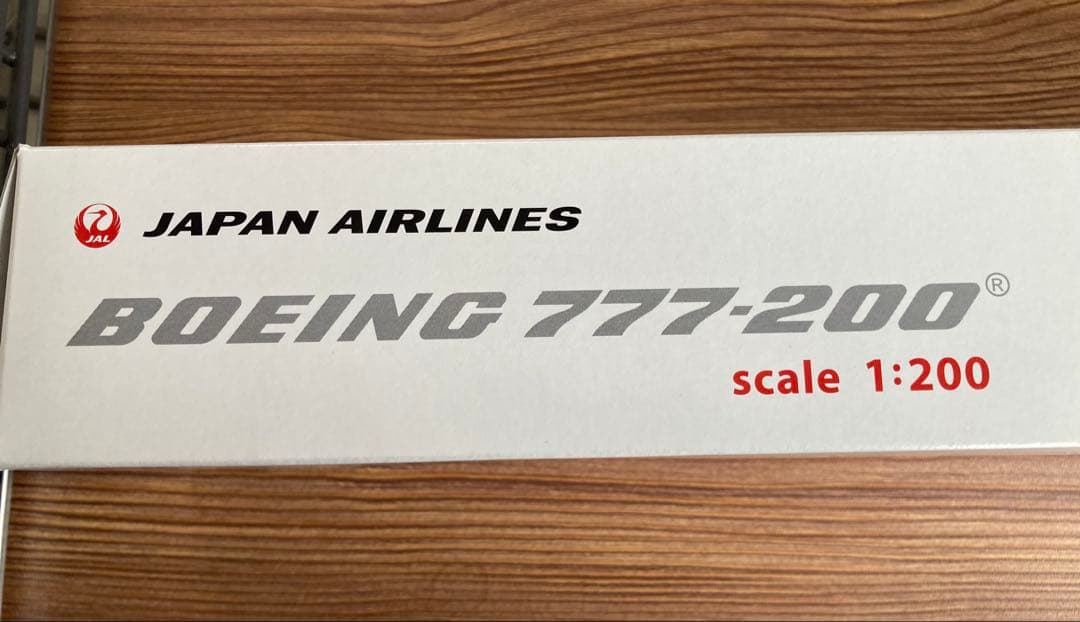 JAL JAPAN AIRLINES
BOEING 777-200®
scale 1:200